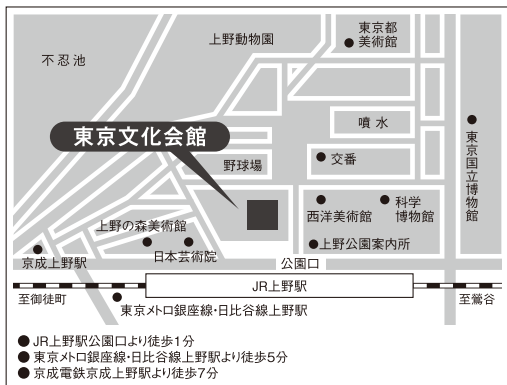 東京都
美術館
上野動物園
不忍池
噴水
東京文化会館
交番
東京国立博物館
野球場
西洋美術館
科学
博物館
上野の森美術館
日本芸術院
上野公園案内所
京成上野駅
公園口
JR上野駅
至御徒町
至鶯谷
東京メトロ銀座線・日比谷線上野駅
●JR上野駅公園口より徒歩1分
●東京メトロ銀座線・日比谷線上野駅より徒歩5分
●京成電鉄京成上野駅より徒歩7分